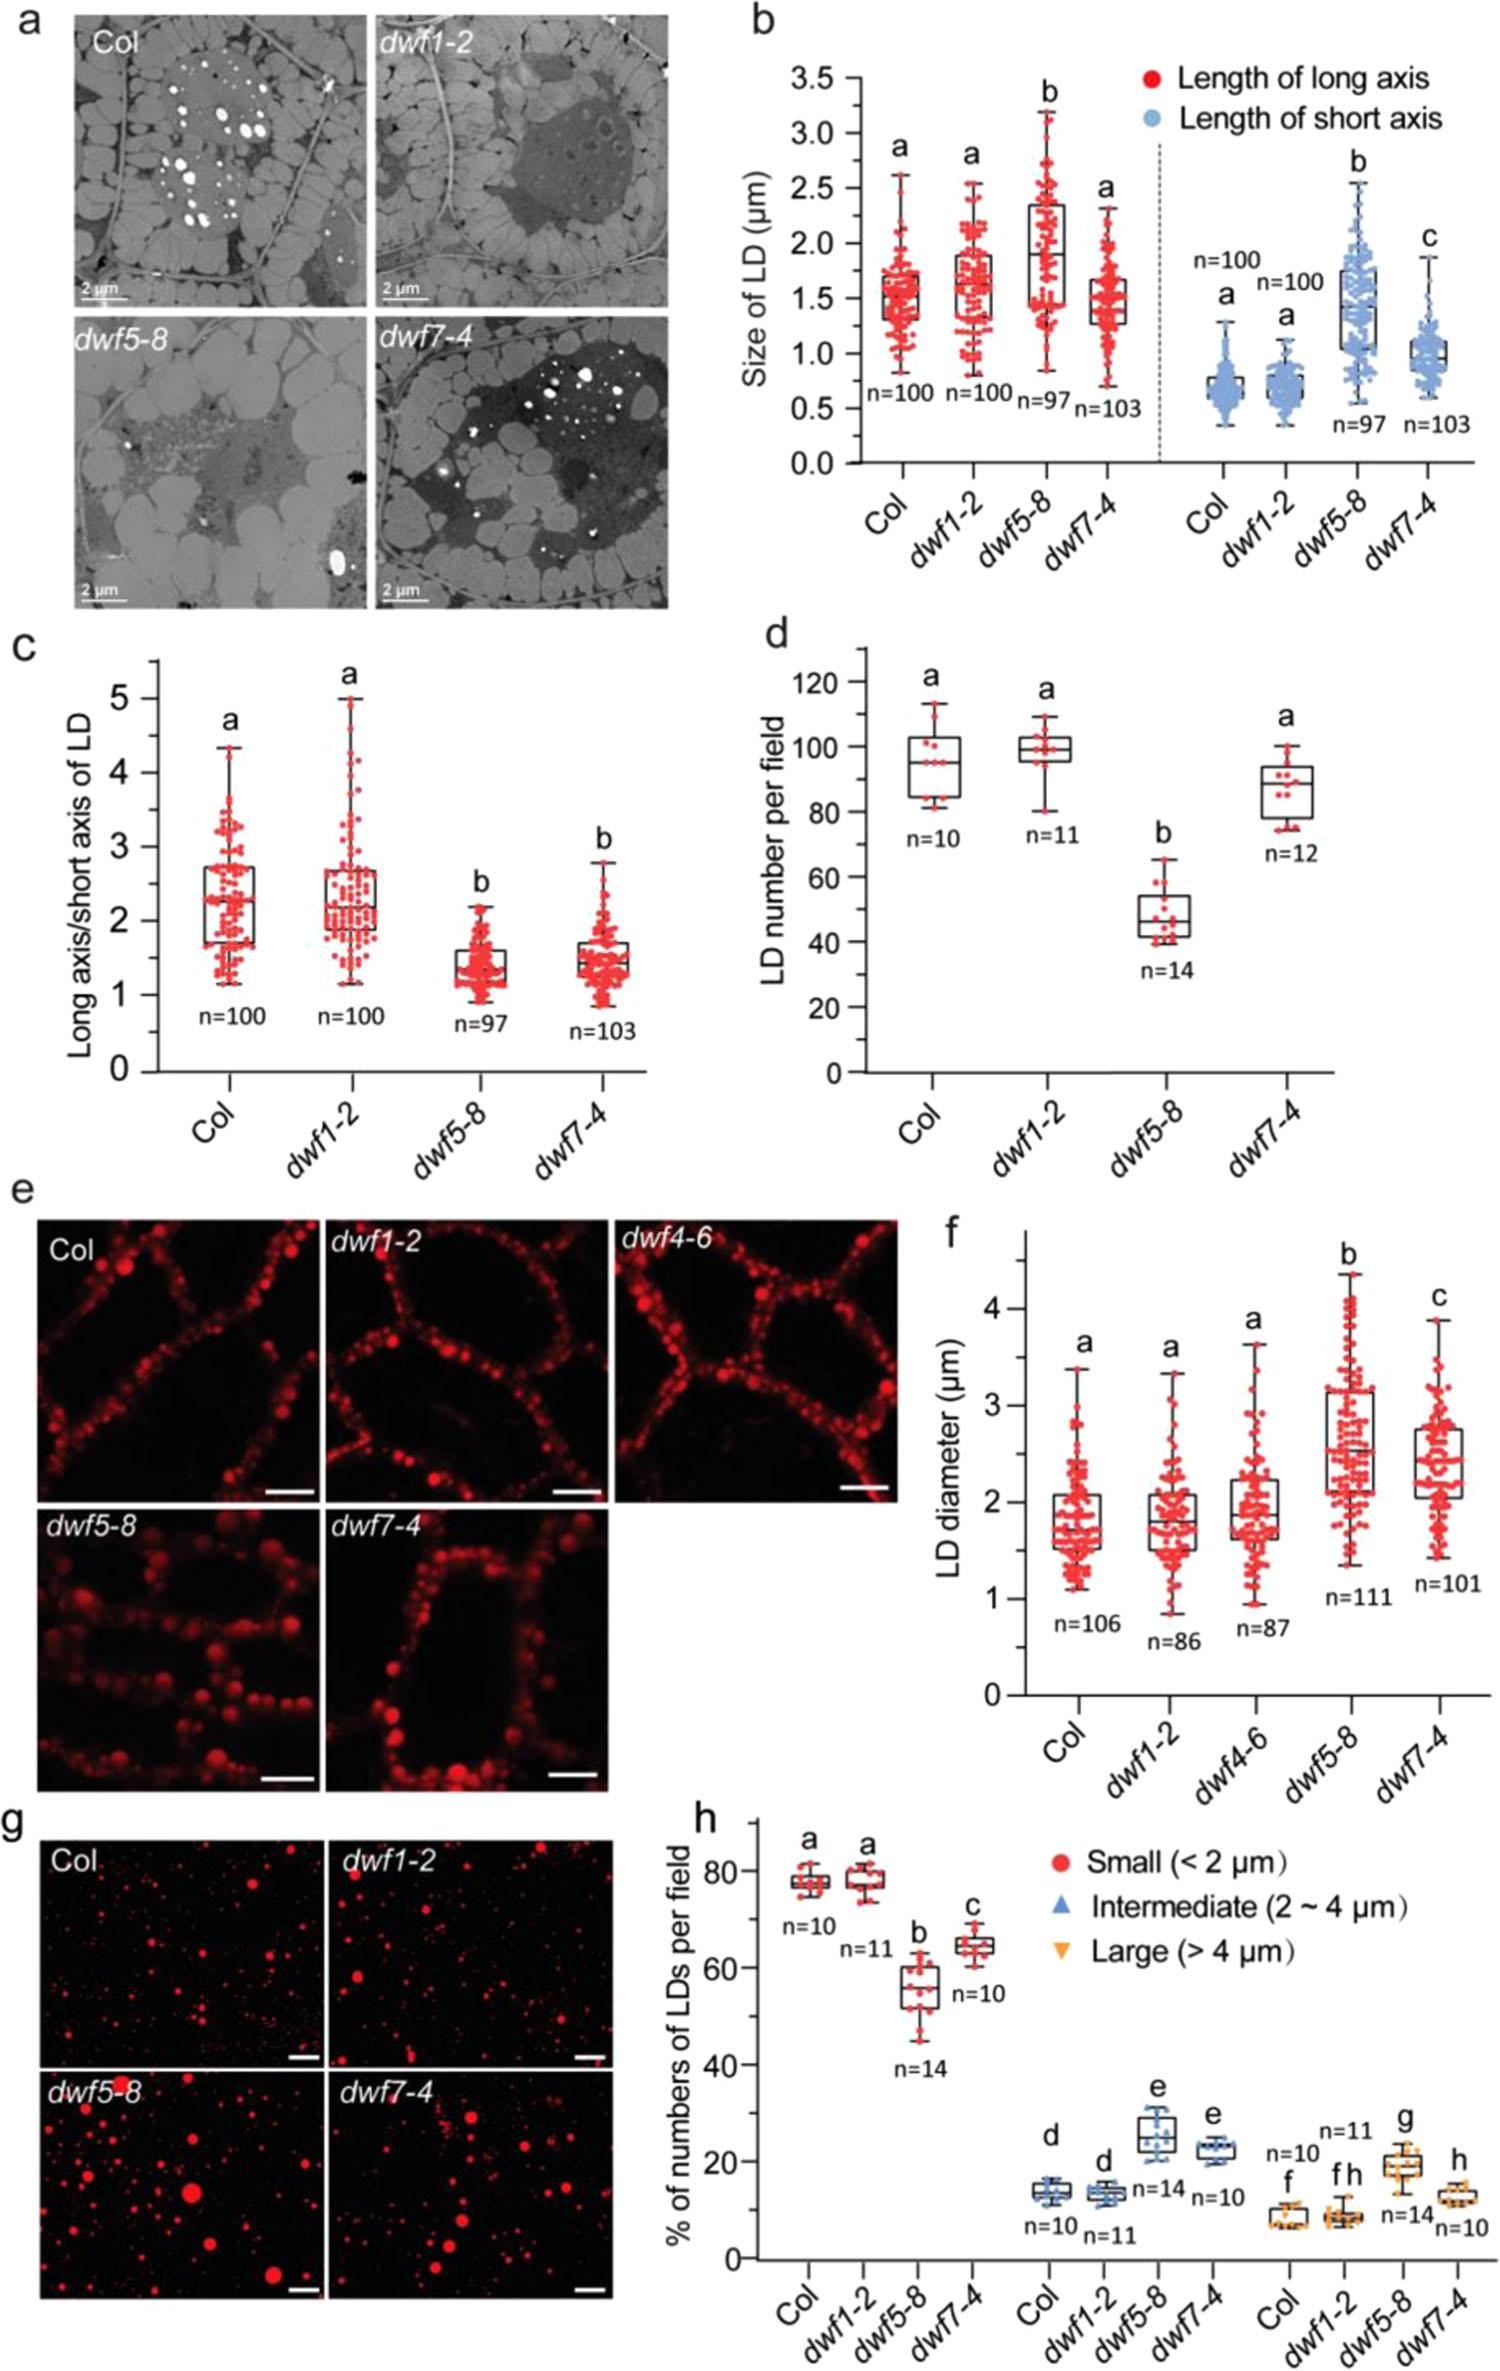 a
Col
2 µm
dwf1-2
2 µm
dwf5-8
2 µm
dwf7-4
2 µm
b
Length of long axis
Length of short axis
Size of LD (µm)
3.5
3.0
2.5
2.0
1.5
1.0
0.5
0.0
a
a
b
a
a
a
b
c
n=100
n=100
n=97
n=103
n=100
n=100
n=97
n=103
Col
dwf1-2
dwf5-8
dwf7-4
Col
dwf1-2
dwf5-8
dwf7-4
c
Long axis/short axis of LD
5
4
3
2
1
0
a
a
b
b
n=100
n=100
n=97
n=103
Col
dwf1-2
dwf5-8
dwf7-4
d
LD number per field
120
100
80
60
40
20
0
a
a
b
a
n=10
n=11
n=14
n=12
Col
dwf1-2
dwf5-8
dwf7-4
e
Col
dwf1-2
dwf4-6
dwf5-8
dwf7-4
f
LD diameter (µm)
4
3
2
1
0
a
a
a
b
c
n=106
n=86
n=87
n=111
n=101
Col
dwf1-2
dwf4-6
dwf5-8
dwf7-4
g
Col
dwf1-2
dwf5-8
dwf7-4
h
% of numbers of LDs per field
80
60
40
20
0
Small (< 2 µm)
Intermediate (2 ~ 4 µm)
Large (> 4 µm)
a
a
b
c
n=10
n=11
n=14
n=10
d
d
e
e
n=10
n=11
n=14
n=10
f
fh
g
h
n=10
n=11
n=14
n=10
Col
dwf1-2
dwf5-8
dwf7-4
Col
dwf1-2
dwf5-8
dwf7-4
Col
dwf1-2
dwf5-8
dwf7-4